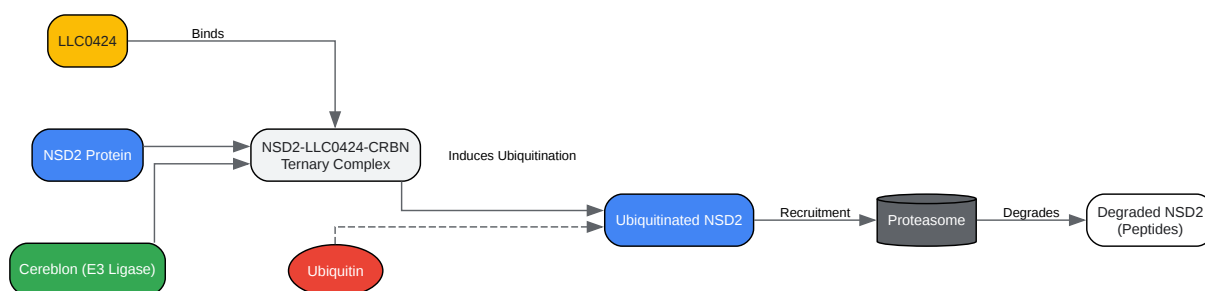 LLC0424
Binds
NSD2 Protein
NSD2-LLC0424-CRBN
Ternary Complex
Induces Ubiquitination
Cereblon (E3 Ligase)
Ubiquitin
Ubiquitinated NSD2
Recruitment
Proteasome
Degrades
Degraded NSD2
(Peptides)